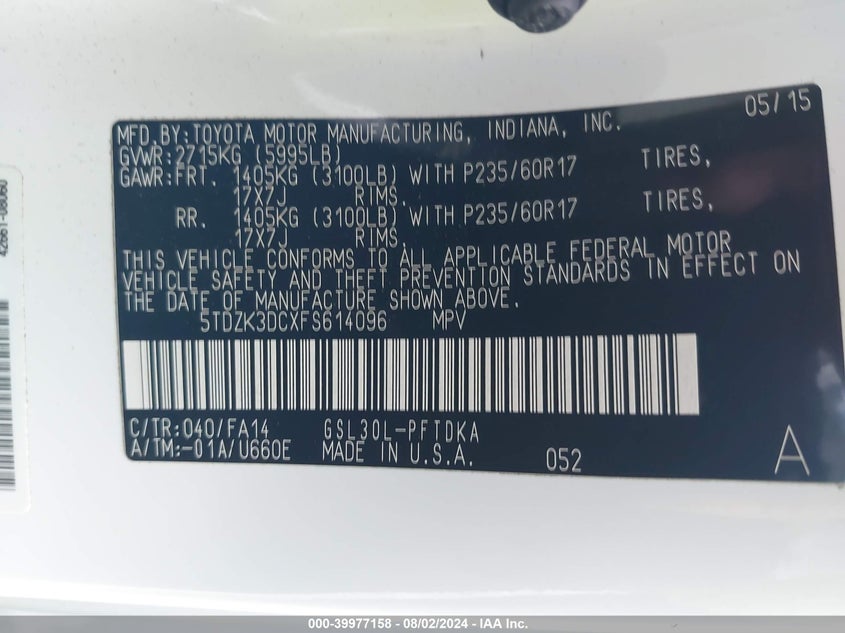 05/15
MFD.BY:TOYOTA MOTOR MANUFACTURING, INDIANA, INC.
GVWR:2715KG (5995LB)
GAWR:FRT. 1405KG (3100LB) WITH P235/60R17 TIRES,
17X7J RIMS.
RR. 1405KG (3100LB) WITH P235/60R17 TIRES,
17X7J RIMS.
THIS VEHICLE CONFORMS TO ALL APPLICABLE FEDERAL MOTOR
VEHICLE SAFETY AND THEFT PREVENTION STANDARDS IN EFFECT ON
THE DATE OF MANUFACTURE SHOWN ABOVE.
5TDZK3DCXFS614096 MPV
C/TR:040/FA14 GSL30L-PFTDKA
A/TM:-01A/U660E MADE IN U.S.A. 052 A
42661-08060
000-39977158 - 08/02/2024 - IAA Inc.